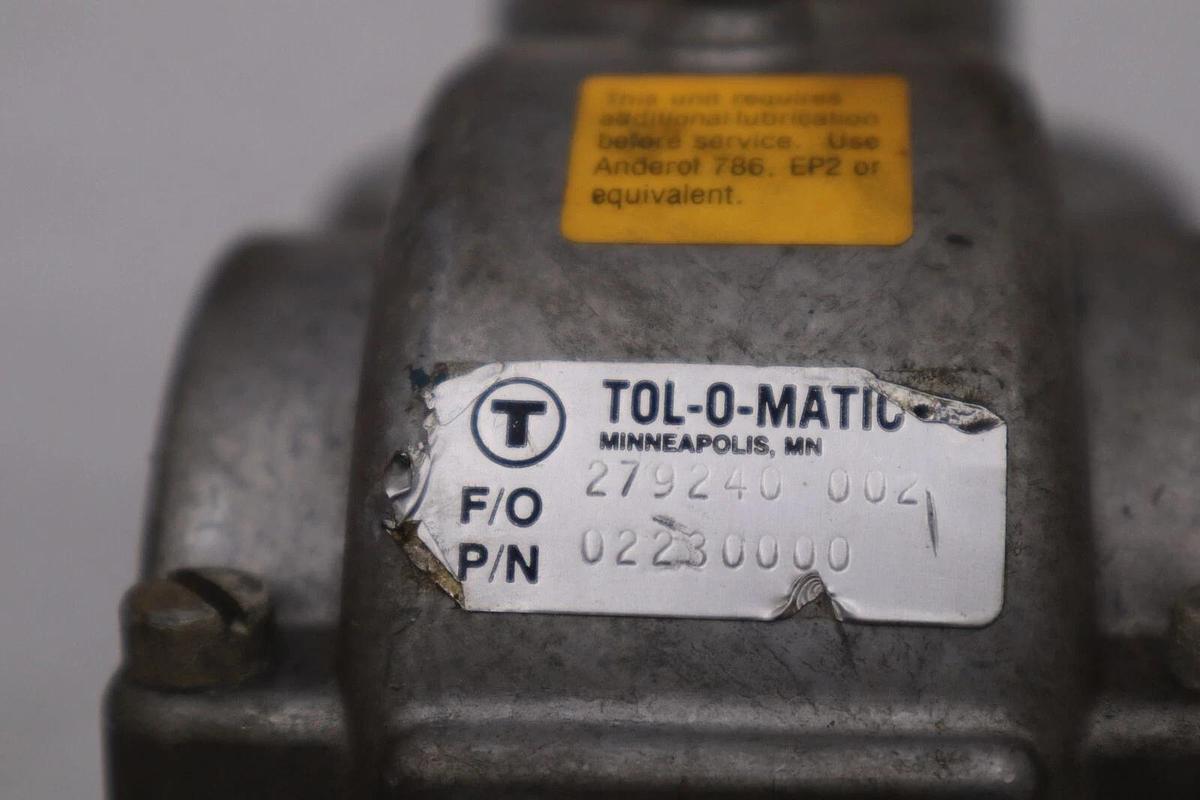 This unit requires
additional lubrication
before service. Use
Anderol 786, EP2 or
equivalent.
T
TOL-O-MATIC
MINNEAPOLIS, MN
F/O 279240 002
P/N 02230000